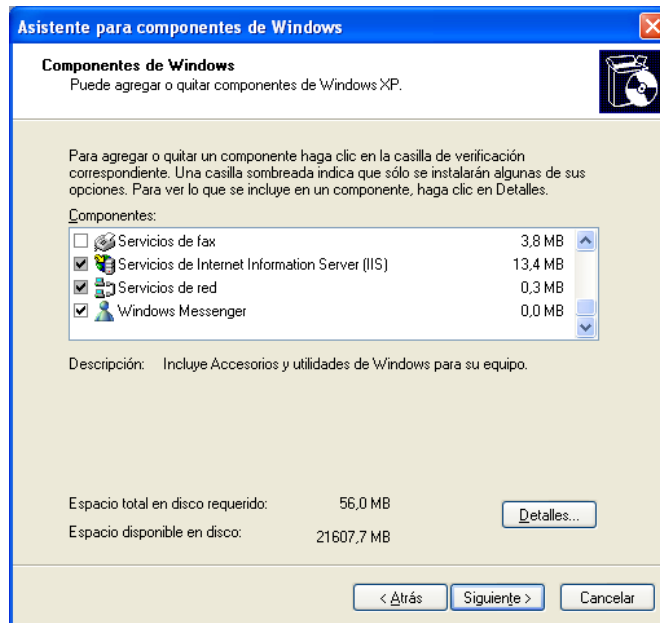 Asistente para componentes de Windows
Componentes de Windows
Puede agregar o quitar componentes de Windows XP.
Para agregar o quitar un componente haga clic en la casilla de verificación
correspondiente. Una casilla sombreada indica que sólo se instalarán algunas de sus
opciones. Para ver lo que se incluye en un componente, haga clic en Detalles.
Componentes:
Servicios de fax 3,8 MB
Servicios de Internet Information Server (IIS) 13,4 MB
Servicios de red 0,3 MB
Windows Messenger 0,0 MB
Descripción: Incluye Accesorios y utilidades de Windows para su equipo.
Espacio total en disco requerido: 56,0 MB
Detalles...
Espacio disponible en disco: 21607,7 MB
< Atrás Siguiente > Cancelar